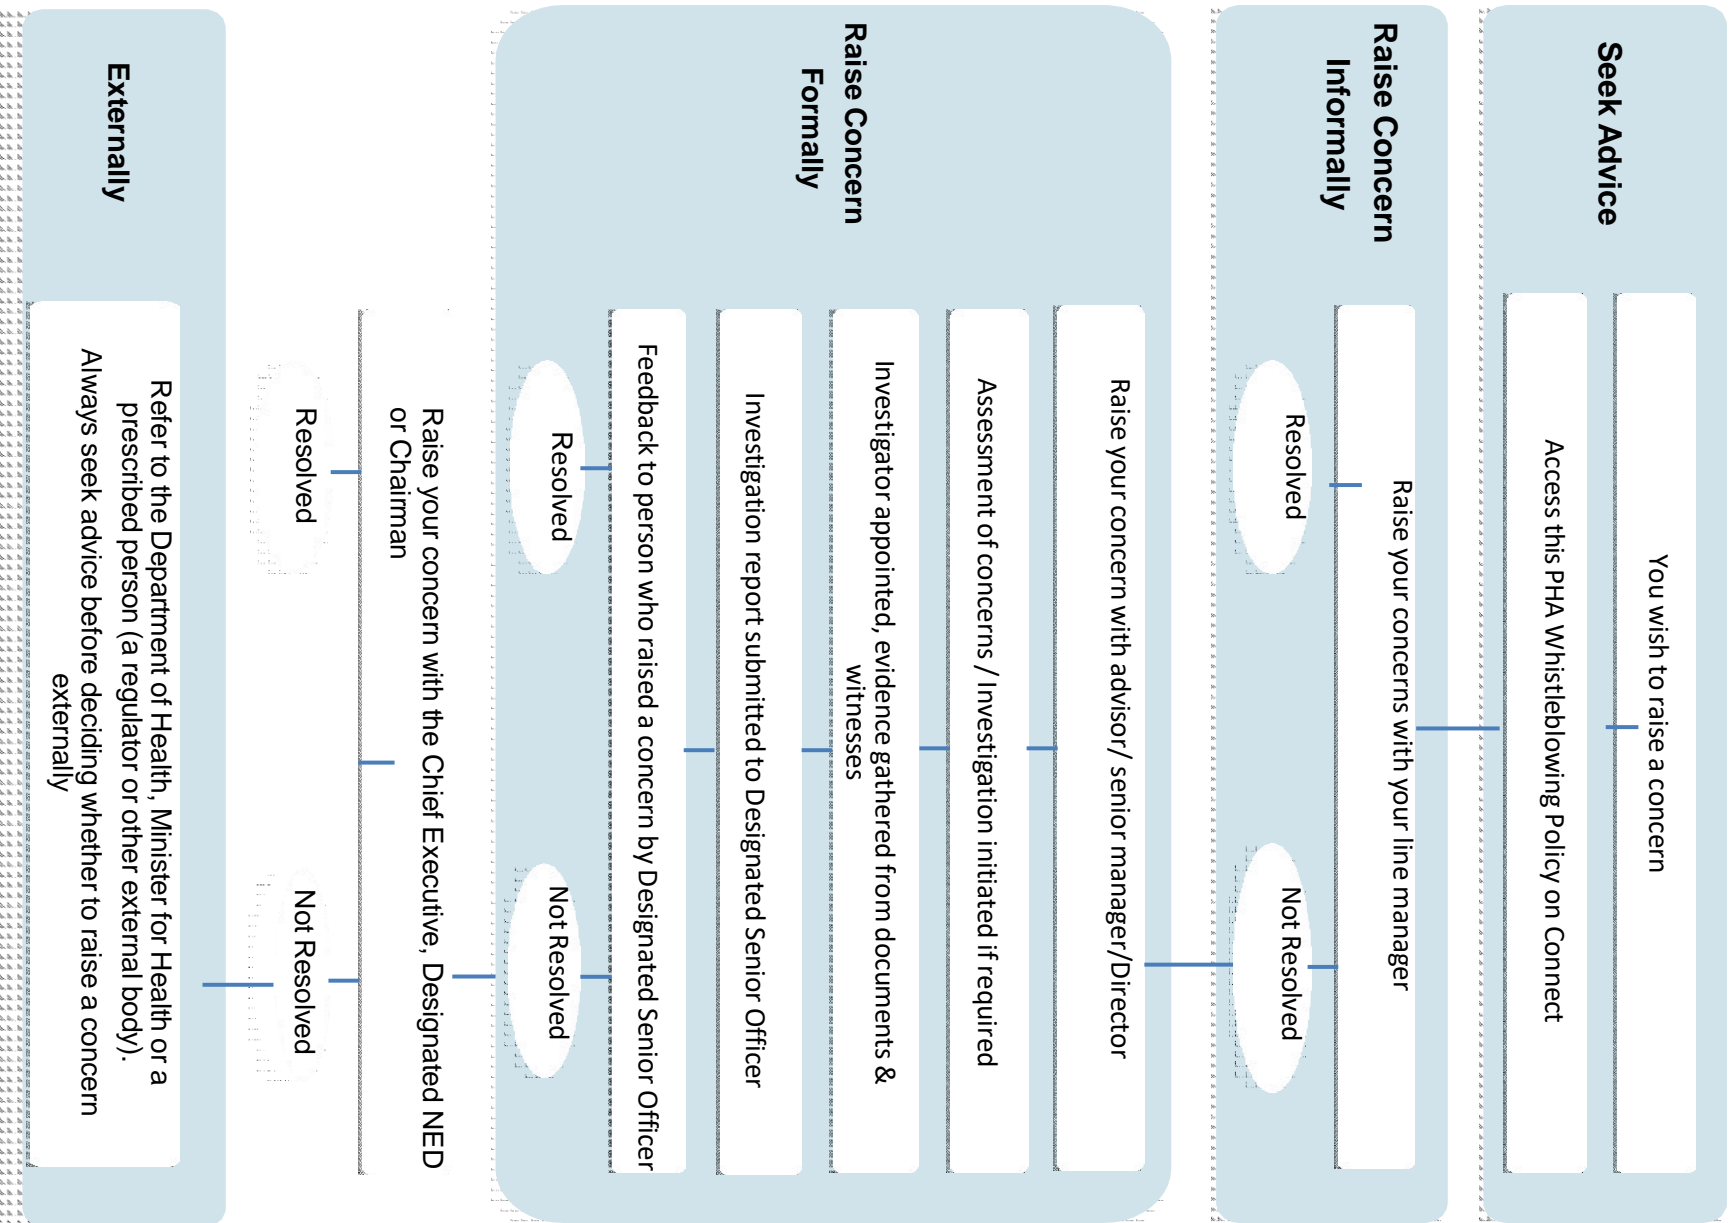 Seek Advice
You wish to raise a concern
Access this PHA Whistleblowing Policy on Connect
Raise Concern
Informally
Raise your concerns with your line manager
Resolved
Not Resolved
Raise Concern
Formally
Raise your concern with advisor/ senior manager/Director
Assessment of concerns / Investigation initiated if required
Investigator appointed, evidence gathered from documents &
witnesses
Investigation report submitted to Designated Senior Officer
Feedback to person who raised a concern by Designated Senior Officer
Resolved
Not Resolved
Raise your concern with the Chief Executive, Designated NED
or Chairman
Resolved
Not Resolved
Externally
Refer to the Department of Health, Minister for Health or a
prescribed person (a regulator or other external body).
Always seek advice before deciding whether to raise a concern
externally